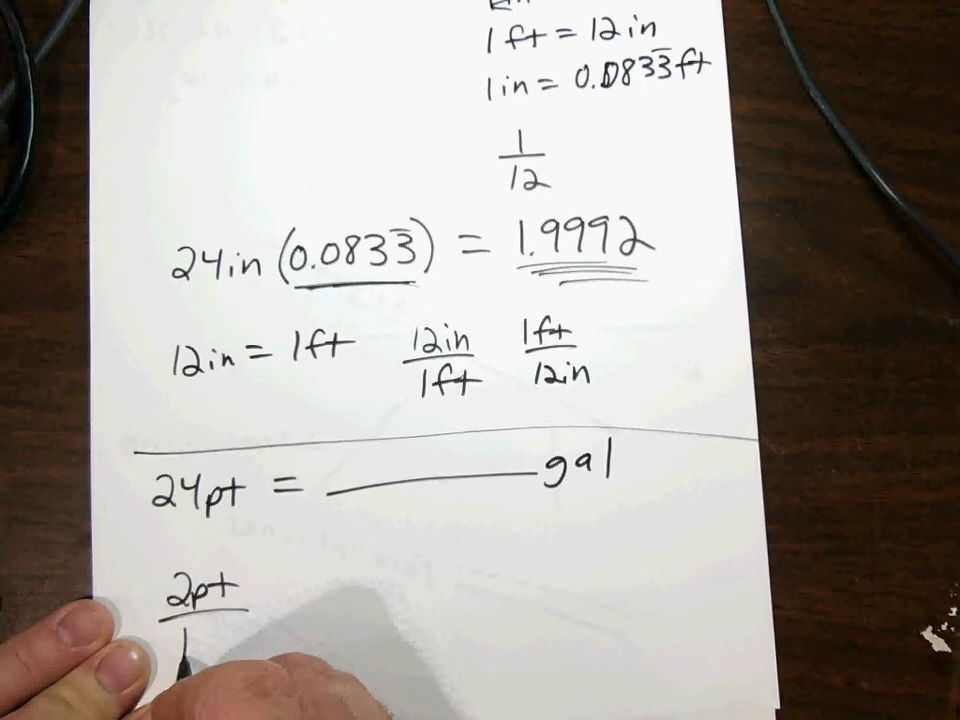 1 ft = 12 in
1 in = 0.0833̅ ft
1
12
24 in (0.0833̅) = 1.9992
12 in = 1 ft 12 in / 1 ft 1 ft / 12 in
24 pt = ________ gal
2 pt
1